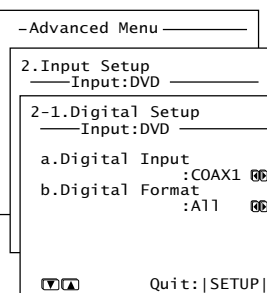 Advanced Menu
2.Input Setup
Input:DVD
2-1.Digital Setup
Input:DVD
a.Digital Input
:COAX1
b.Digital Format
:All
Quit:|SETUP|